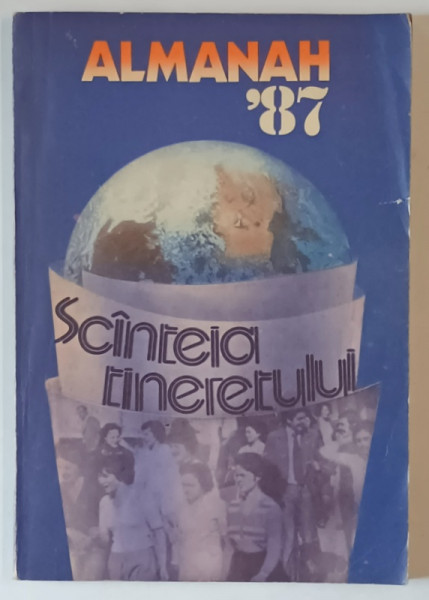 ALMANAH
'87
Scînteia
tineretului